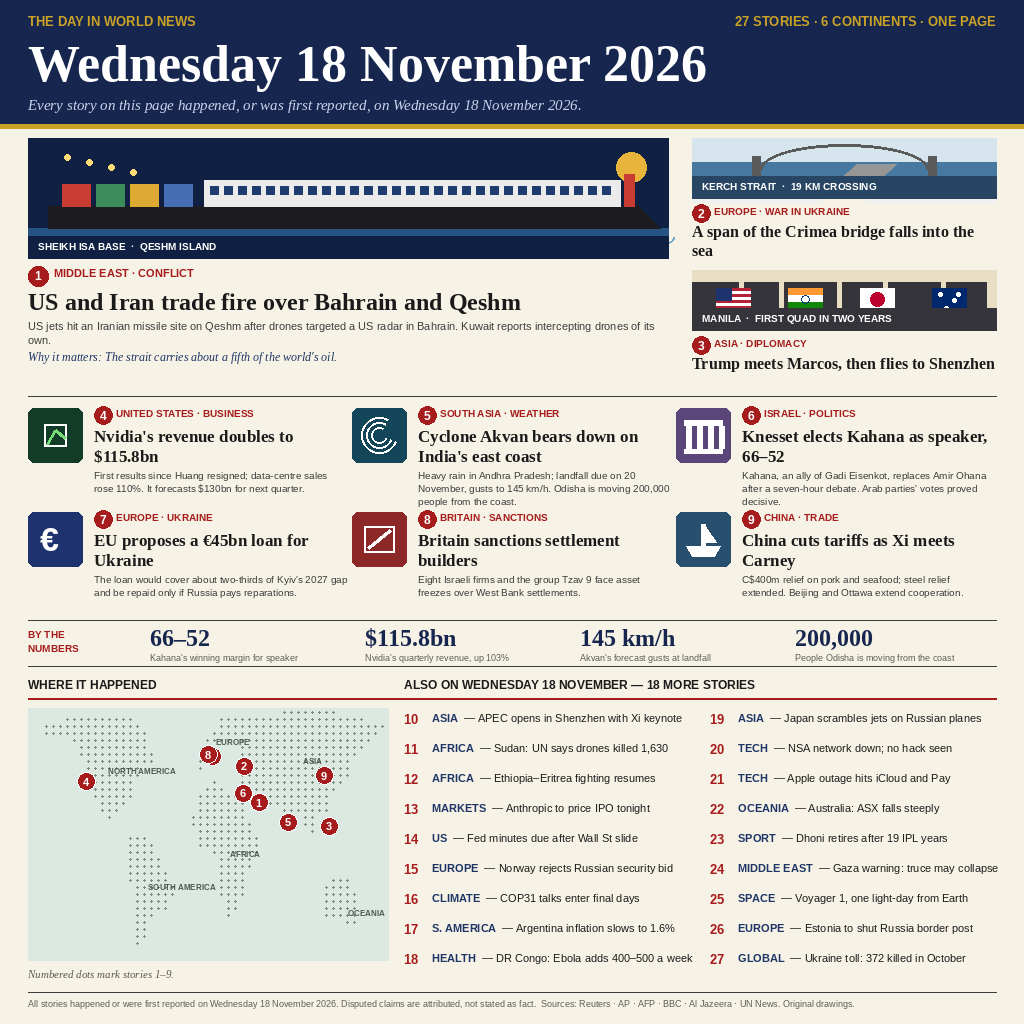 THE DAY IN WORLD NEWS
27 STORIES · 6 CONTINENTS · ONE PAGE
Wednesday 18 November 2026
Every story on this page happened, or was first reported, on Wednesday 18 November 2026.
SHEIKH ISA BASE · QESHM ISLAND
1 MIDDLE EAST · CONFLICT
US and Iran trade fire over Bahrain and Qeshm
US jets hit an Iranian missile site on Qeshm after drones targeted a US radar in Bahrain. Kuwait reports intercepting drones of its
own.
Why it matters: The strait carries about a fifth of the world's oil.
KERCH STRAIT · 19 KM CROSSING
2 EUROPE · WAR IN UKRAINE
A span of the Crimea bridge falls into the
sea
MANILA · FIRST QUAD IN TWO YEARS
3 ASIA · DIPLOMACY
Trump meets Marcos, then flies to Shenzhen
4 UNITED STATES · BUSINESS
Nvidia's revenue doubles to
$115.8bn
First results since Huang resigned; data-centre sales
rose 110%. It forecasts $130bn for next quarter.
5 SOUTH ASIA · WEATHER
Cyclone Akvan bears down on
India's east coast
Heavy rain in Andhra Pradesh; landfall due on 20
November, gusts to 145 km/h. Odisha is moving 200,000
people from the coast.
6 ISRAEL · POLITICS
Knesset elects Kahana as speaker,
66–52
Kahana, an ally of Gadi Eisenkot, replaces Amir Ohana
after a seven-hour debate. Arab parties' votes proved
decisive.
€
7 EUROPE · UKRAINE
EU proposes a €45bn loan for
Ukraine
The loan would cover about two-thirds of Kyiv's 2027 gap
and be repaid only if Russia pays reparations.
8 BRITAIN · SANCTIONS
Britain sanctions settlement
builders
Eight Israeli firms and the group Tzav 9 face asset
freezes over West Bank settlements.
9 CHINA · TRADE
China cuts tariffs as Xi meets
Carney
C$400m relief on pork and seafood; steel relief
extended. Beijing and Ottawa extend cooperation.
BY THE
NUMBERS
66–52
Kahana's winning margin for speaker
$115.8bn
Nvidia's quarterly revenue, up 103%
145 km/h
Akvan's forecast gusts at landfall
200,000
People Odisha is moving from the coast
WHERE IT HAPPENED
NORTH AMERICA
EUROPE
ASIA
AFRICA
SOUTH AMERICA
OCEANIA
4
8
2
9
6
1
5
3
Numbered dots mark stories 1–9.
ALSO ON WEDNESDAY 18 NOVEMBER — 18 MORE STORIES
10 ASIA — APEC opens in Shenzhen with Xi keynote
11 AFRICA — Sudan: UN says drones killed 1,630
12 AFRICA — Ethiopia–Eritrea fighting resumes
13 MARKETS — Anthropic to price IPO tonight
14 US — Fed minutes due after Wall St slide
15 EUROPE — Norway rejects Russian security bid
16 CLIMATE — COP31 talks enter final days
17 S. AMERICA — Argentina inflation slows to 1.6%
18 HEALTH — DR Congo: Ebola adds 400–500 a week
19 ASIA — Japan scrambles jets on Russian planes
20 TECH — NSA network down; no hack seen
21 TECH — Apple outage hits iCloud and Pay
22 OCEANIA — Australia: ASX falls steeply
23 SPORT — Dhoni retires after 19 IPL years
24 MIDDLE EAST — Gaza warning: truce may collapse
25 SPACE — Voyager 1, one light-day from Earth
26 EUROPE — Estonia to shut Russia border post
27 GLOBAL — Ukraine toll: 372 killed in October
All stories happened or were first reported on Wednesday 18 November 2026. Disputed claims are attributed, not stated as fact. Sources: Reuters · AP · AFP · BBC · Al Jazeera · UN News. Original drawings.